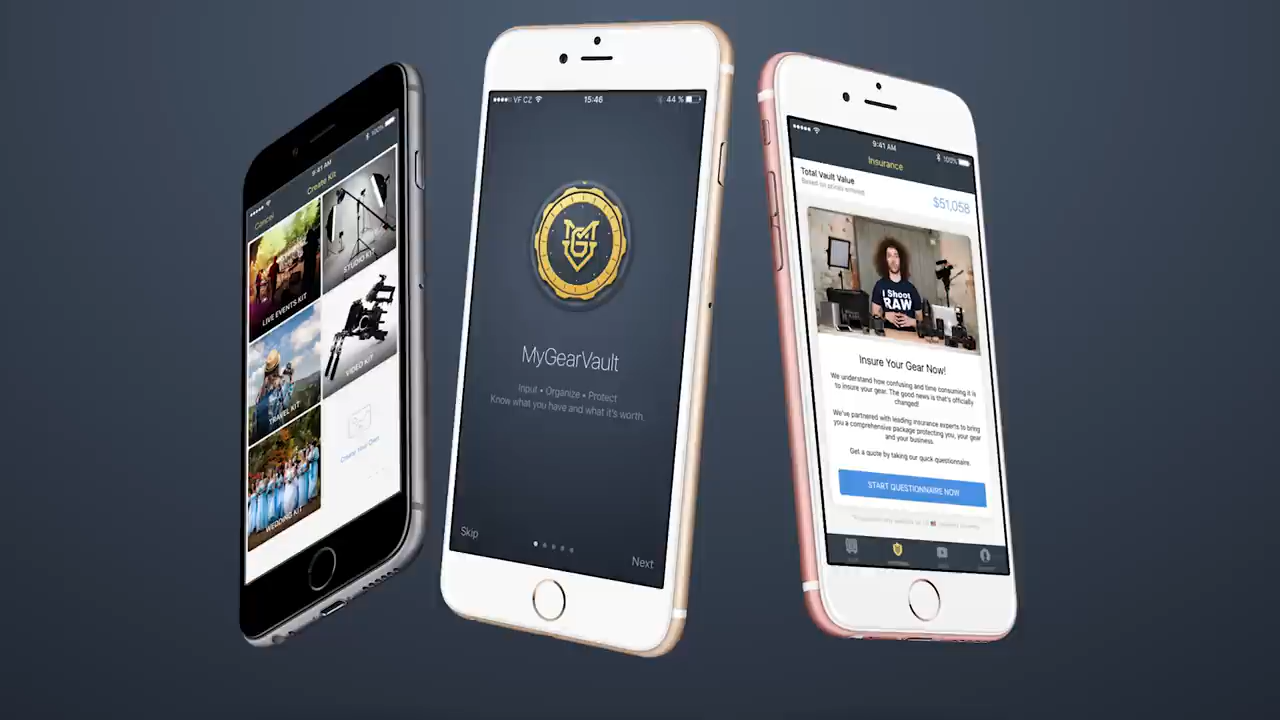 9:41 AM
100%
Cancel
Create Kit
LIVE EVENTS KIT
STUDIO KIT
TRAVEL KIT
VIDEO KIT
WEDDING KIT
Create Your Own
VF CZ
15:46
44 %
MyGearVault
Input • Organize • Protect
Know what you have and what it's worth.
Skip
Next
9:41 AM
100%
Insurance
Total Vault Value
Based on prices entered
$51,058
I Shoot
RAW
Insure Your Gear Now!
We understand how confusing and time consuming it is
to insure your gear. The good news is that's officially
changed!
We've partnered with leading insurance experts to bring
you a comprehensive package protecting you, your gear
and your business.
Get a quote by taking our quick questionnaire.
START QUESTIONNAIRE NOW